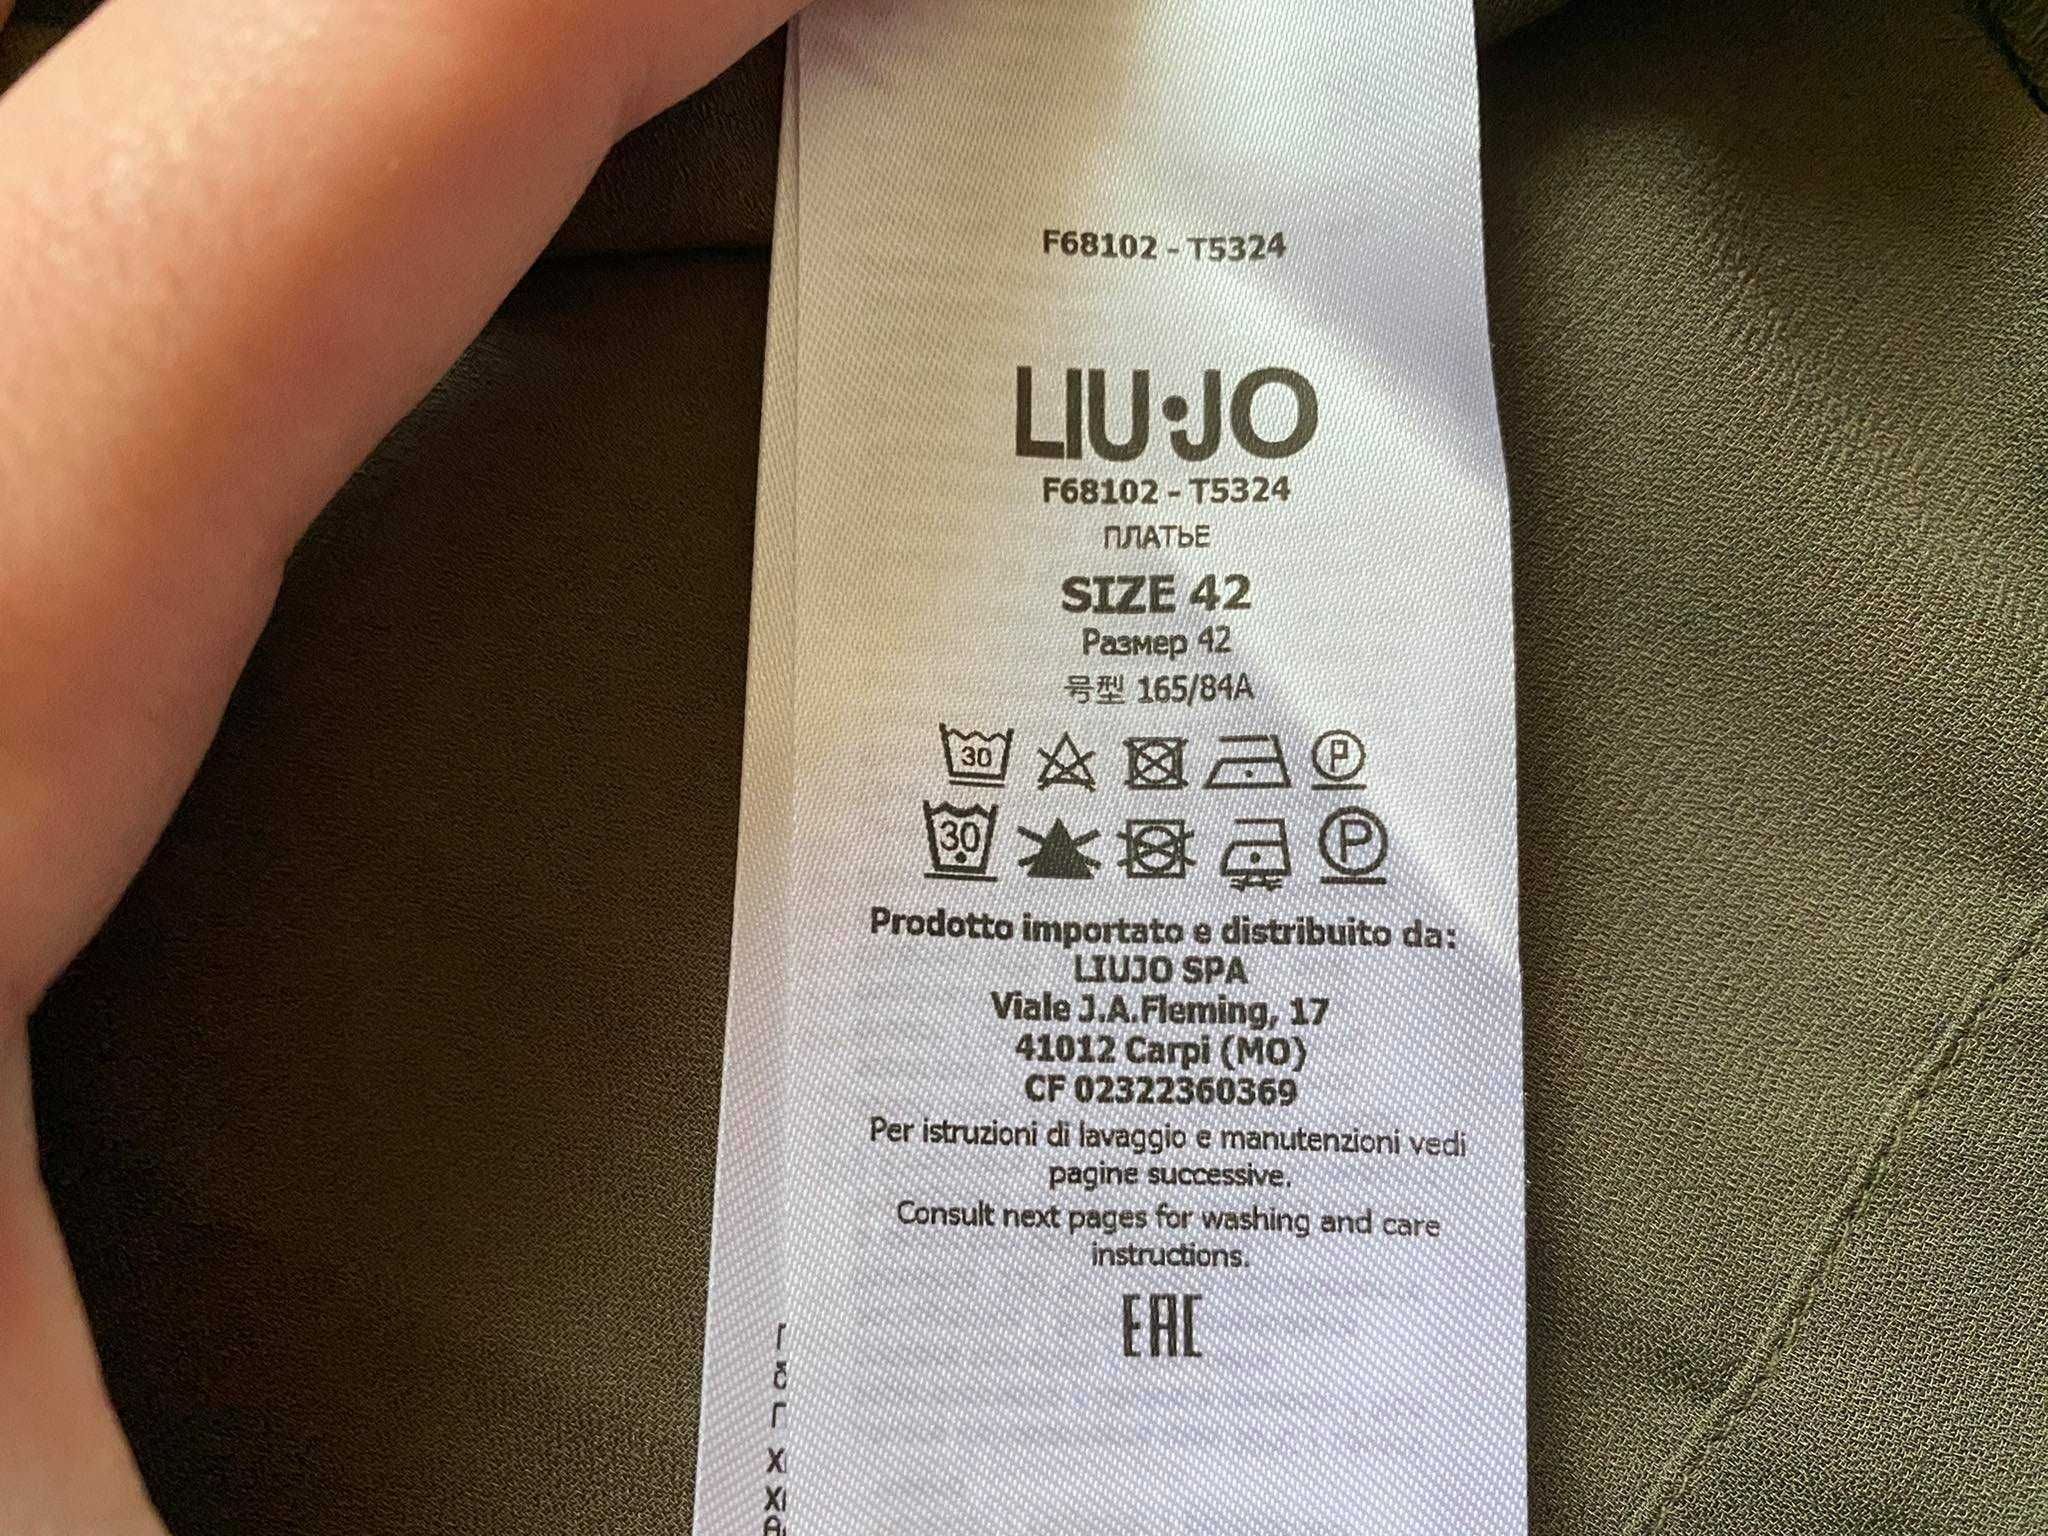 F68102 - T5324
LIU·JO
F68102 - T5324
ПЛАТЬЕ
SIZE 42
Размер 42
号型 165/84A
30 P
30 P
Prodotto importato e distribuito da:
LIUJO SPA
Viale J.A.Fleming, 17
41012 Carpi (MO)
CF 02322360369
Per istruzioni di lavaggio e manutenzioni vedi
pagine successive.
Consult next pages for washing and care
instructions.
EAC